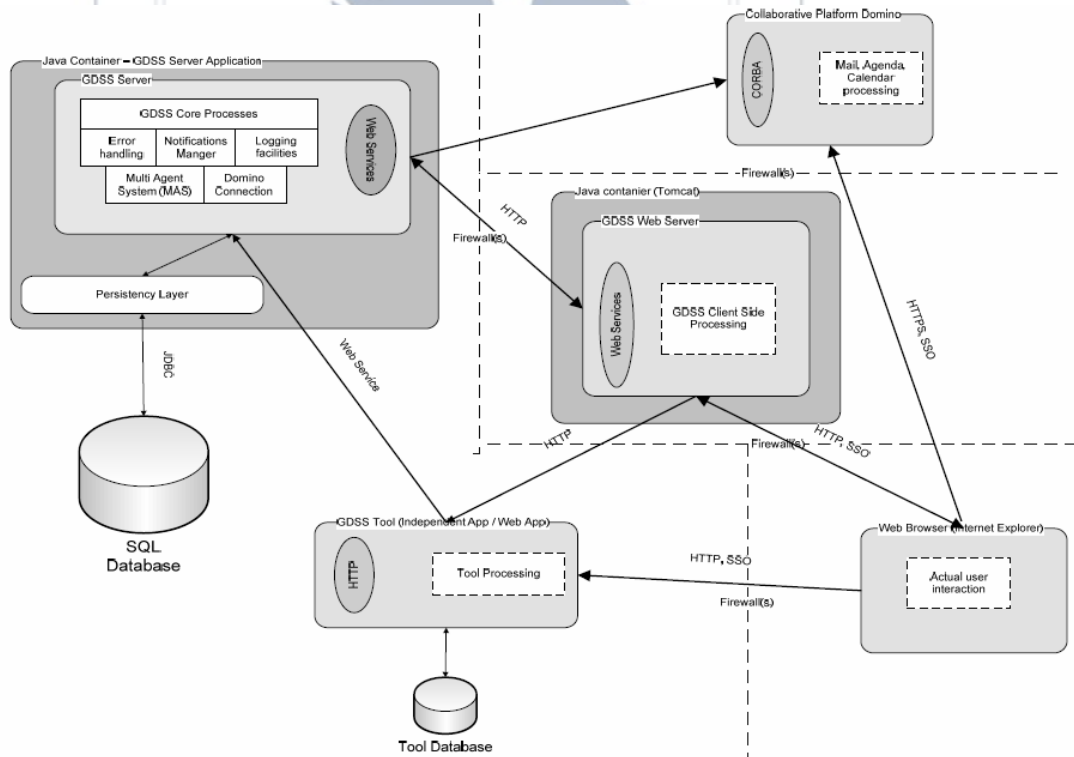 Collaborative Platform Domino
CORBA
Mail, Agenda,
Calendar
processing
Java Container – GDSS Server Application
GDSS Server
GDSS Core Processes
Error
handling
Notifications
Manger
Logging
facilities
Multi Agent
System (MAS)
Domino
Connection
Web Services
Persistency Layer
JDBC
SQL
Database
Web Service
HTTP
Firewall(s)
Firewall(s)
Java contanier (Tomcat)
GDSS Web Server
Web Services
GDSS Client Side
Processing
HTTPS, SSO
HTTP
Firewall(s)
HTTP, SSO
GDSS Tool (Independent App / Web App)
HTTP
Tool Processing
Tool Database
HTTP, SSO
Firewall(s)
Web Browser (Internet Explorer)
Actual user
interaction